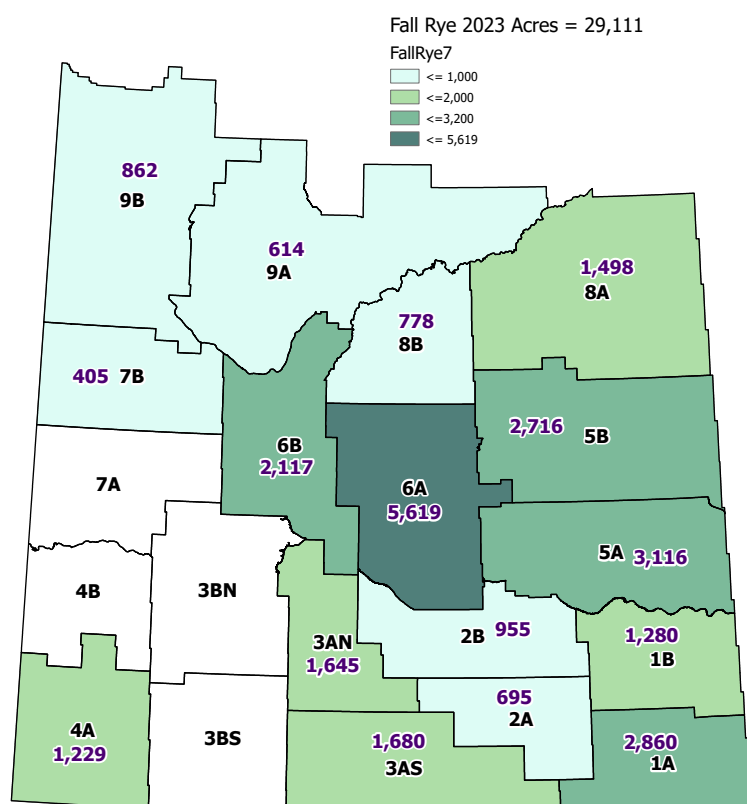 Fall Rye 2023 Acres = 29,111
FallRye7
<= 1,000
<=2,000
<=3,200
<= 5,619
862
9B
614
9A
1,498
8A
778
8B
405 7B
2,716 5B
6B
2,117
7A
6A
5,619
5A 3,116
4B
3BN
2B 955
1,280
1B
3AN
1,645
695
2A
4A
1,229
3BS
1,680
3AS
2,860
1A